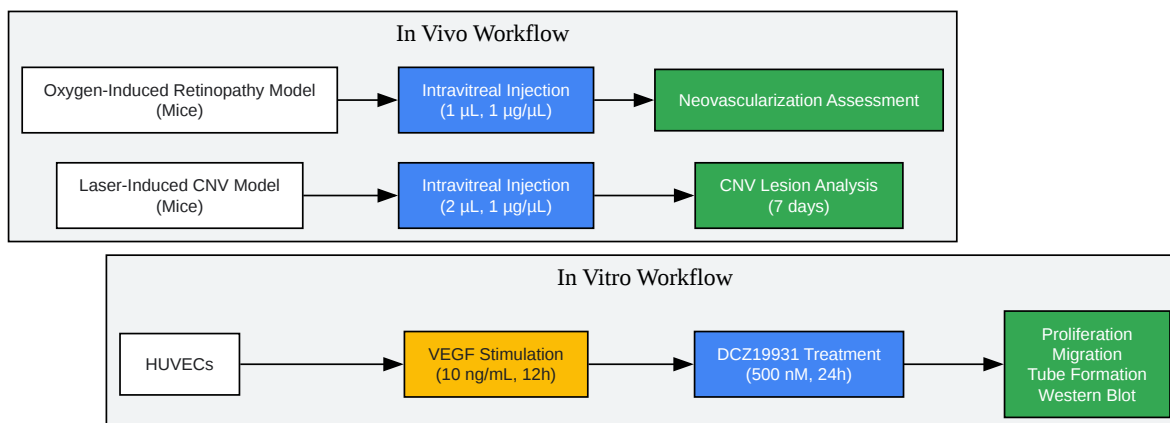 In Vivo Workflow
Oxygen-Induced Retinopathy Model
(Mice)
Intravitreal Injection
(1 µL, 1 µg/µL)
Neovascularization Assessment
Laser-Induced CNV Model
(Mice)
Intravitreal Injection
(2 µL, 1 µg/µL)
CNV Lesion Analysis
(7 days)
In Vitro Workflow
HUVECs
VEGF Stimulation
(10 ng/mL, 12h)
DCZ19931 Treatment
(500 nM, 24h)
Proliferation
Migration
Tube Formation
Western Blot